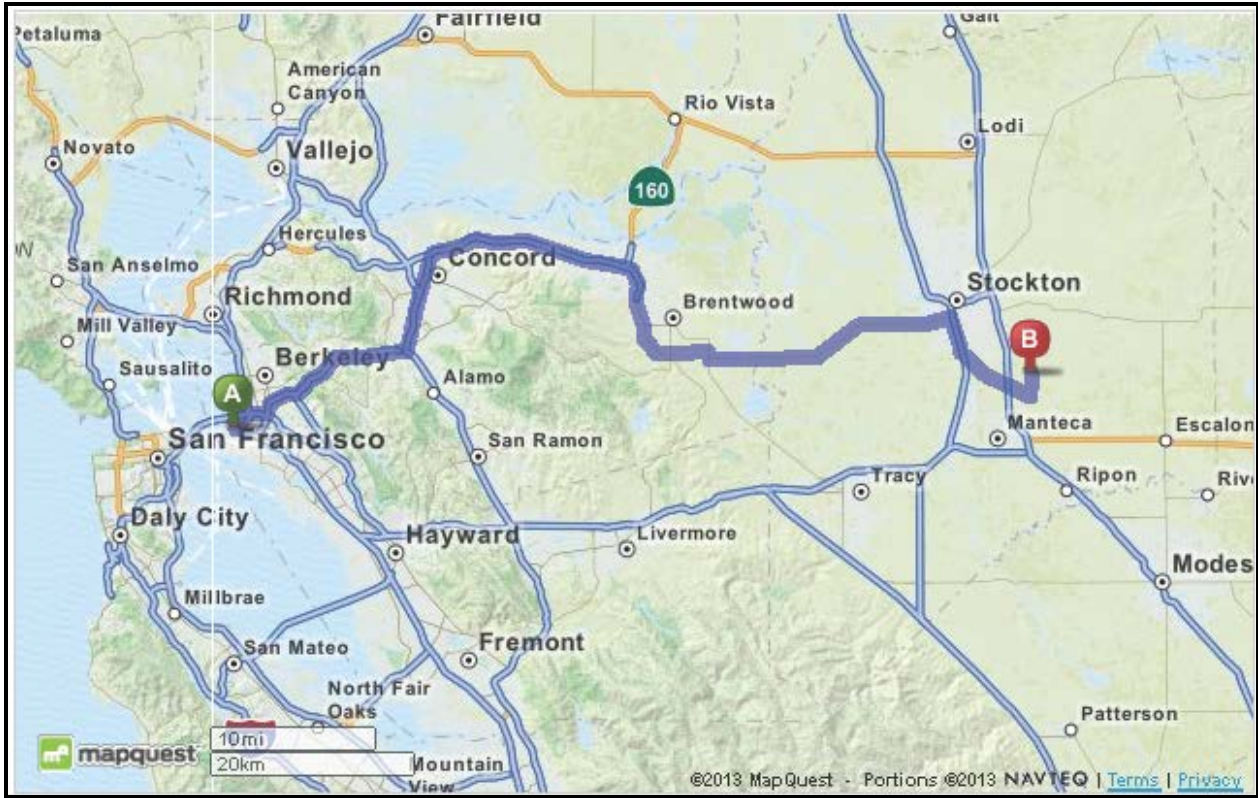 Fairfield
Galt
Petaluma
American
Canyon
Rio Vista
Lodi
Novato
Vallejo
160
Hercules
San Anselmo
Concord
Stockton
Richmond
Brentwood
Mill Valley
B
Sausalito
Berkeley
Alamo
A
San Francisco
San Ramon
Manteca
Escalon
Tracy
Ripon
Riv
Daly City
Hayward
Livermore
Modes
Millbrae
San Mateo
Fremont
North Fair
Oaks
Patterson
mapquest
10mi
20km
Mountain
View
©2013 MapQuest - Portions ©2013 NAVTEQ | Terms | Privacy